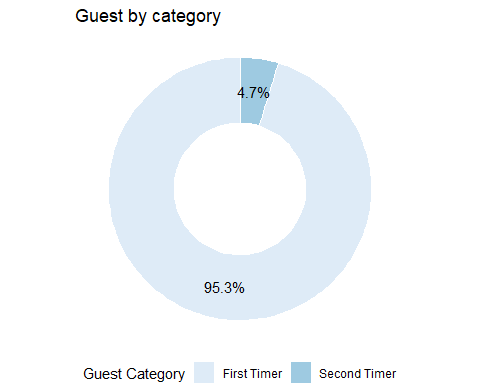 Guest by category
4.7%
95.3%
Guest Category First Timer Second Timer